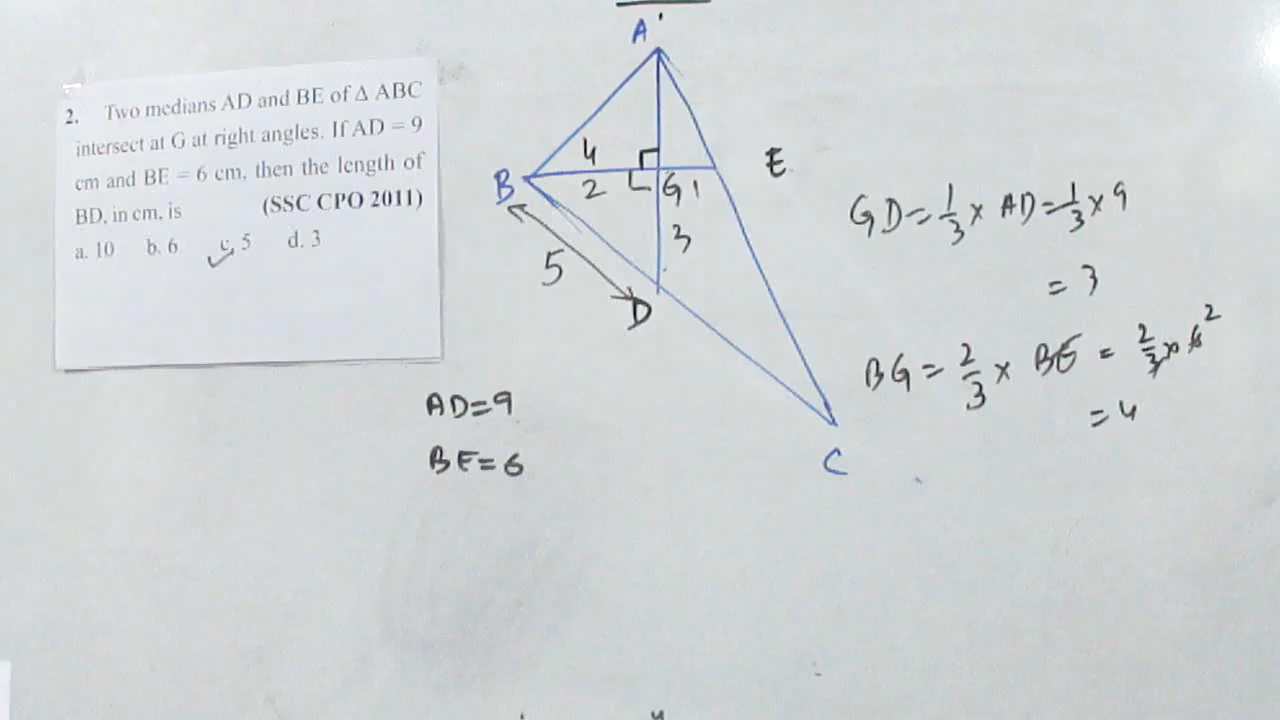 2. Two medians AD and BE of Δ ABC
intersect at G at right angles. If AD = 9
cm and BE = 6 cm, then the length of
BD, in cm, is (SSC CPO 2011)
a. 10 b. 6 c. 5 d. 3
A
4
E
B
2
G
1
3
5
D
C
AD=9
BE=6
GD=1/3 × AD=1/3 × 9
= 3
BG = 2/3 × BE = 2/3 × 6 2
= 4